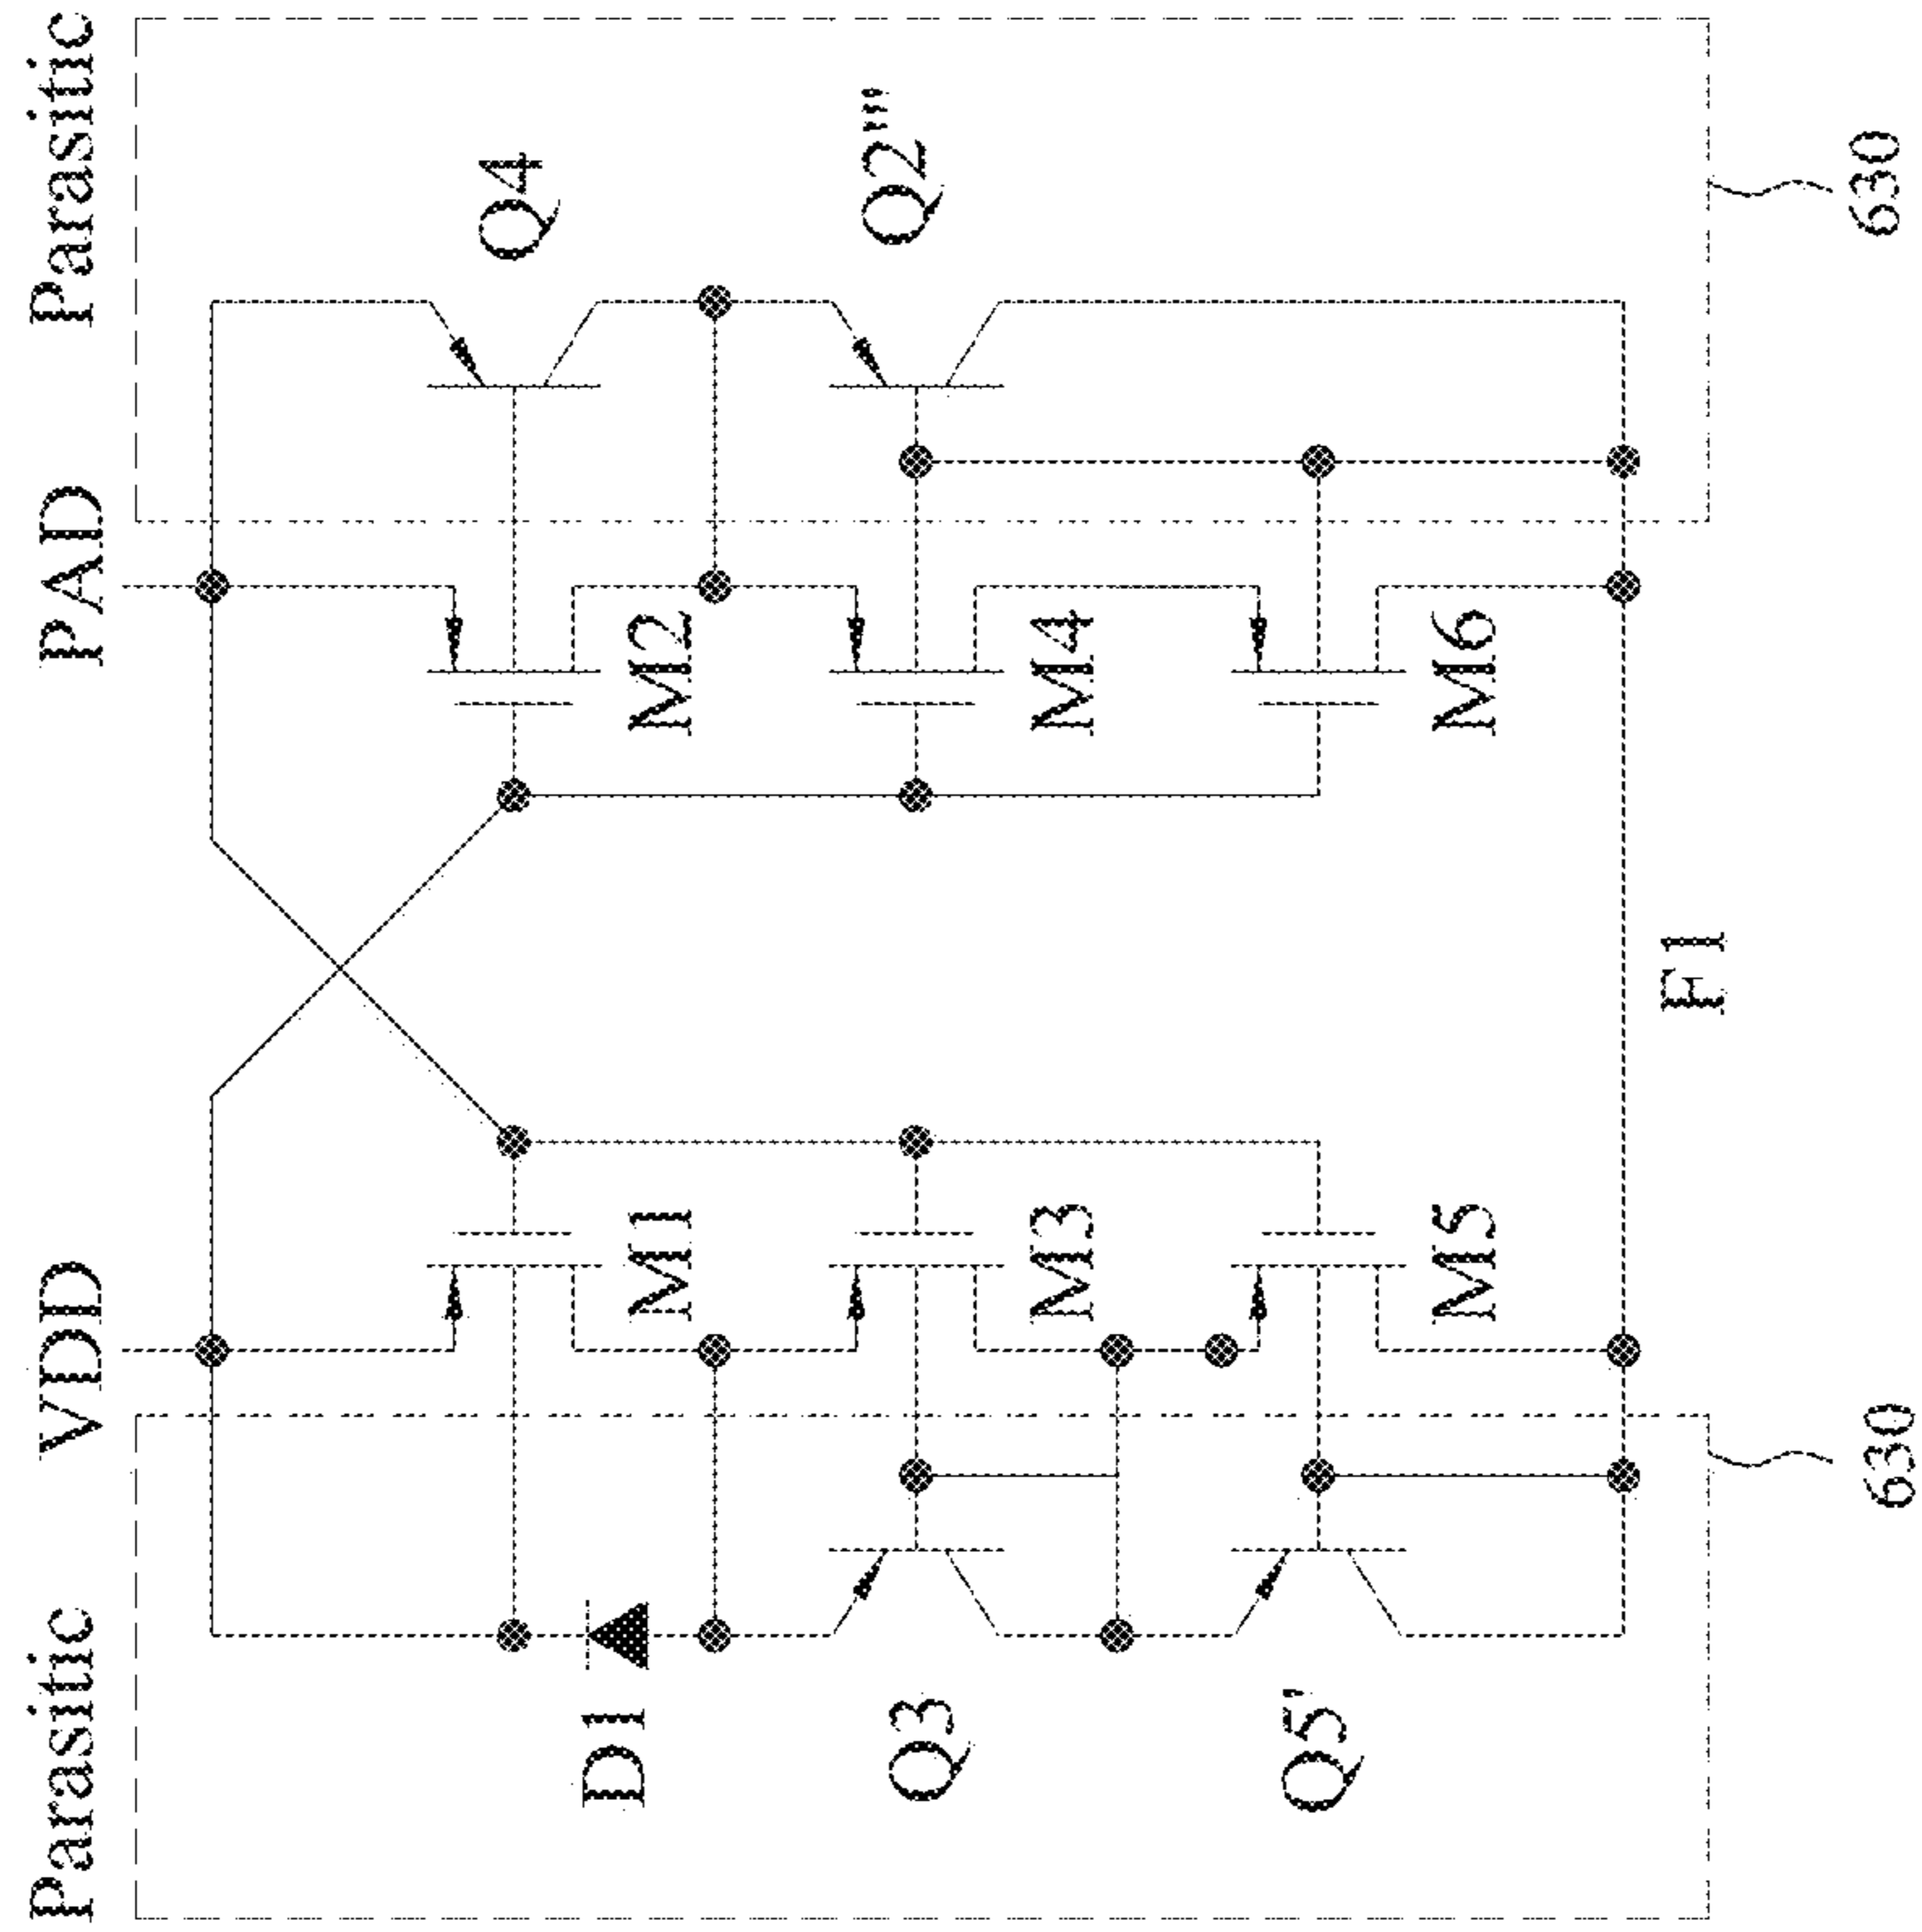 Parasitic
VDD
PAD
Parasitic
Q4
D1
M1
M2
Q3
Q2'''
M3
M4
Q5'
M5
M6
F1
630
630